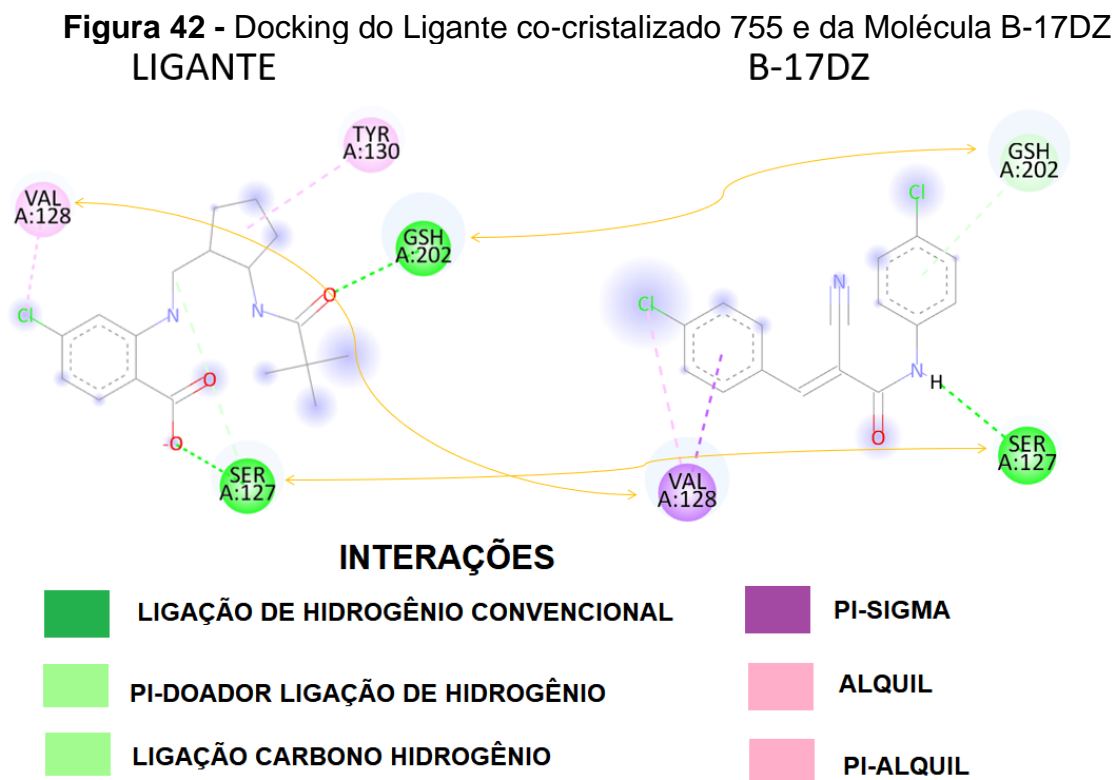 Figura 42 - Docking do Ligante co-cristalizado 755 e da Molécula B-17DZ
LIGANTE
B-17DZ
TYR
A:130
VAL
A:128
GSH
A:202
Cl
N
N
O
O
-O
SER
A:127
GSH
A:202
Cl
Cl
N
N
H
O
SER
A:127
VAL
A:128
INTERAÇÕES
LIGAÇÃO DE HIDROGÊNIO CONVENCIONAL
PI-SIGMA
PI-DOADOR LIGAÇÃO DE HIDROGÊNIO
ALQUIL
LIGAÇÃO CARBONO HIDROGÊNIO
PI-ALQUIL